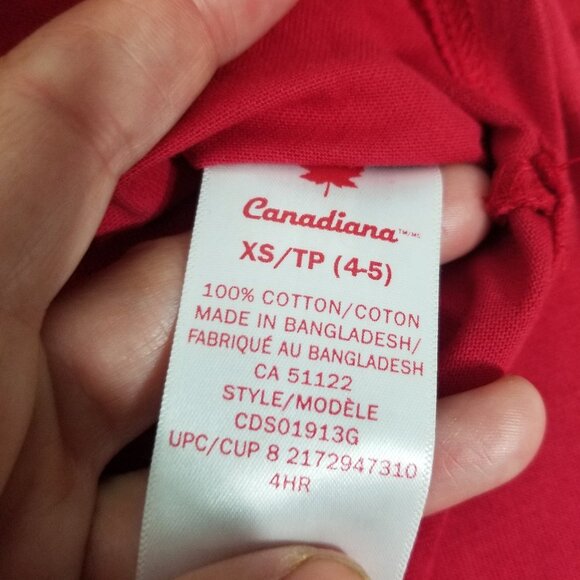 Canadiana
XS/TP (4-5)
100% COTTON/COTON
MADE IN BANGLADESH/
FABRIQUÉ AU BANGLADESH
CA 51122
STYLE/MODÈLE
CDS01913G
UPC/CUP 8 2172947310
4HR